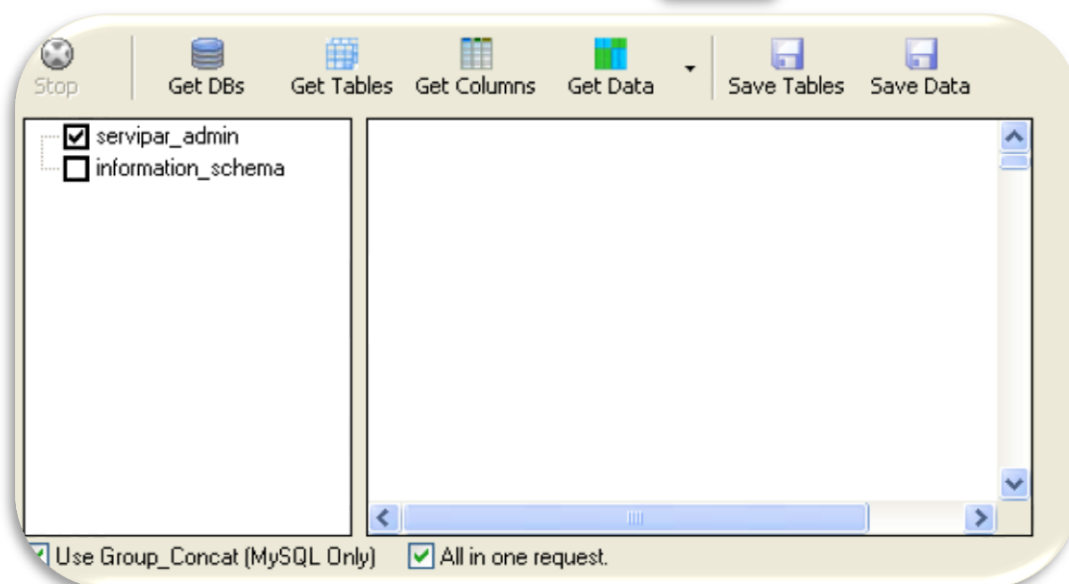 Stop Get DBs Get Tables Get Columns Get Data Save Tables Save Data
servipar_admin
information_schema
Use Group_Concat (MySQL Only) All in one request.